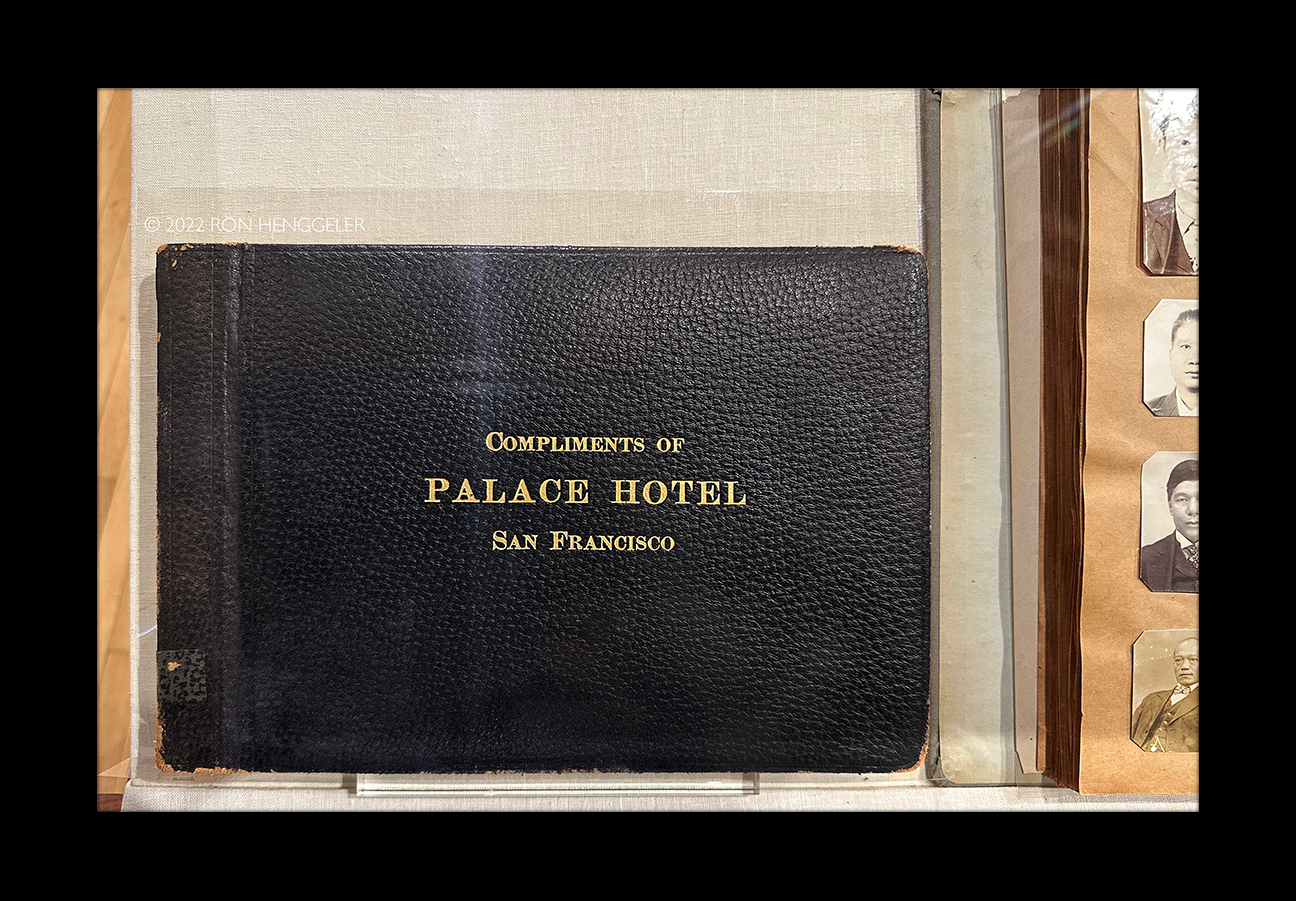 © 2022 RON HENGGELER
COMPLIMENTS OF
PALACE HOTEL
SAN FRANCISCO